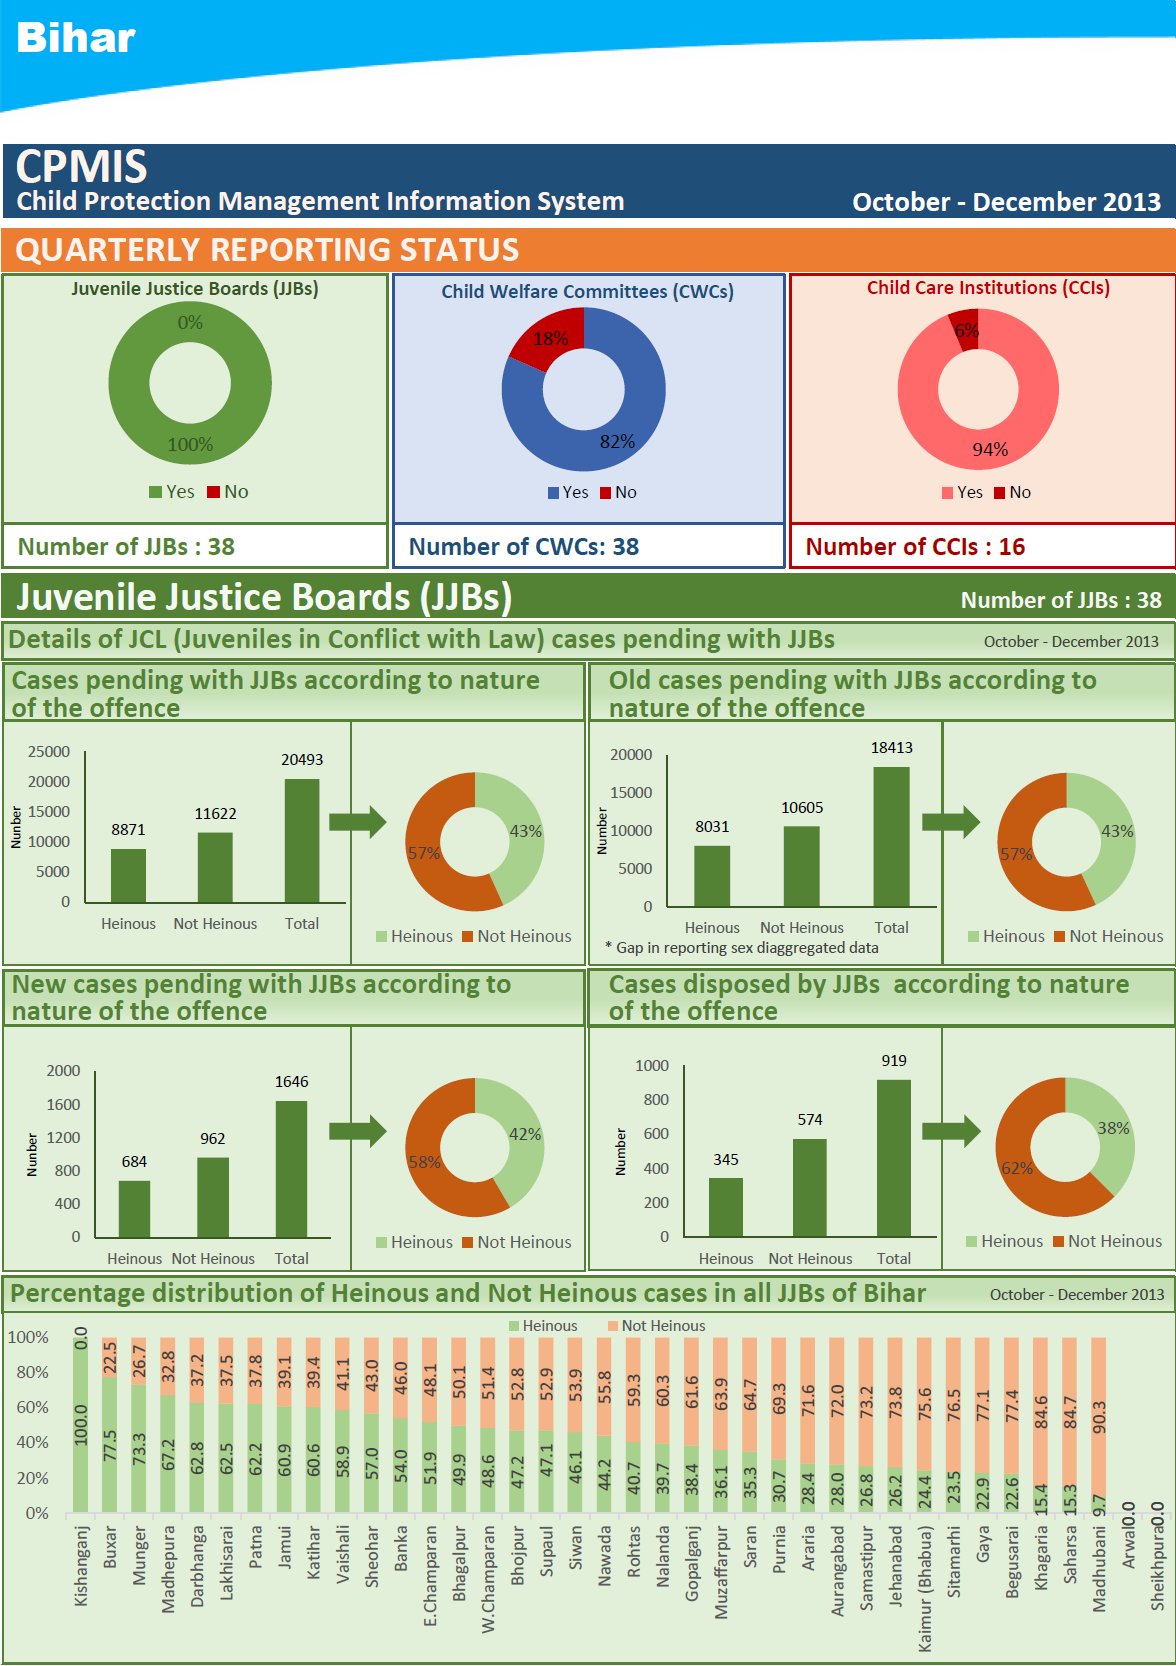 Bihar
CPMIS
Child Protection Management Information System
October - December 2013
QUARTERLY REPORTING STATUS
Juvenile Justice Boards (JJBs)
0%
100%
Yes No
Number of JJBs : 38
Child Welfare Committees (CWCs)
18%
82%
Yes No
Number of CWCs: 38
Child Care Institutions (CCIs)
6%
94%
Yes No
Number of CCIs : 16
Juvenile Justice Boards (JJBs)
Number of JJBs : 38
Details of JCL (Juveniles in Conflict with Law) cases pending with JJBs
October - December 2013
Cases pending with JJBs according to nature
of the offence
Nunber
25000
20000
15000
10000
5000
0
8871
11622
20493
Heinous Not Heinous Total
43%
57%
Heinous Not Heinous
Old cases pending with JJBs according to
nature of the offence
Number
20000
15000
10000
5000
0
8031
10605
18413
Heinous Not Heinous Total
* Gap in reporting sex diaggregated data
43%
57%
Heinous Not Heinous
New cases pending with JJBs according to
nature of the offence
Nunber
2000
1600
1200
800
400
0
684
962
1646
Heinous Not Heinous Total
42%
58%
Heinous Not Heinous
Cases disposed by JJBs according to nature
of the offence
Number
1000
800
600
400
200
0
345
574
919
Heinous Not Heinous Total
38%
62%
Heinous Not Heinous
Percentage distribution of Heinous and Not Heinous cases in all JJBs of Bihar
October - December 2013
Heinous Not Heinous
100%
80%
60%
40%
20%
0%
0.0 22.5 26.7 32.8 37.2 37.5 37.8 39.1 39.4 41.1 43.0 46.0 48.1 50.1 51.4 52.8 52.9 53.9 55.8 59.3 60.3 61.6 63.9 64.7 69.3 71.6 72.0 73.2 73.8 75.6 76.5 77.1 77.4 84.6 84.7 90.3
100.0 77.5 73.3 67.2 62.8 62.5 62.2 60.9 60.6 58.9 57.0 54.0 51.9 49.9 48.6 47.2 47.1 46.1 44.2 40.7 39.7 38.4 36.1 35.3 30.7 28.4 28.0 26.8 26.2 24.4 23.5 22.9 22.6 15.4 15.3 9.7 0.0 0.0
Kishanganj Buxar Munger Madhepura Darbhanga Lakhisarai Patna Jamui Katihar Vaishali Sheohar Banka E.Champaran Bhagalpur W.Champaran Bhojpur Supaul Siwan Nawada Rohtas Nalanda Gopalganj Muzaffarpur Saran Purnia Araria Aurangabad Samastipur Jehanabad Kaimur (Bhabua) Sitamarhi Gaya Begusarai Khagaria Saharsa Madhubani Arwal Sheikhpura